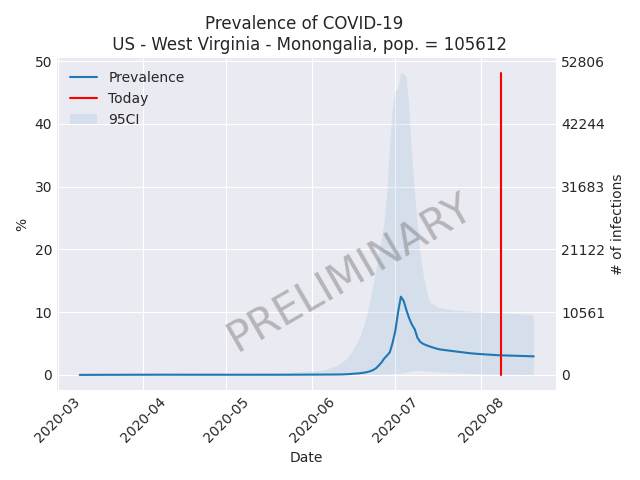 Prevalence of COVID-19
US - West Virginia - Monongalia, pop. = 105612
50
40
30
20
10
0
%
52806
42244
31683
21122
10561
0
# of infections
Prevalence
Today
95CI
PRELIMINARY
2020-03
2020-04
2020-05
2020-06
2020-07
2020-08
Date